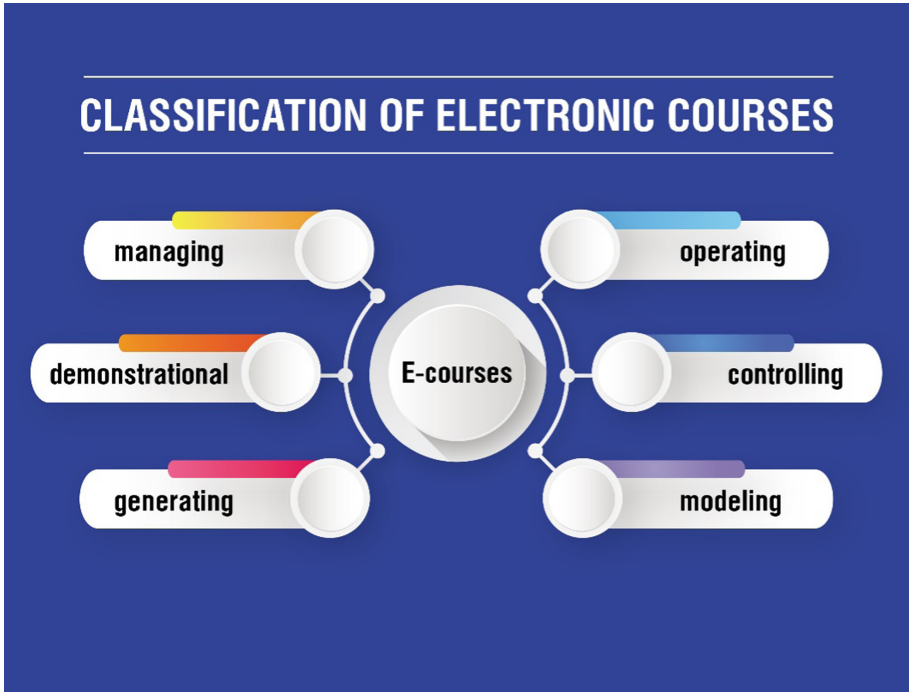 CLASSIFICATION OF ELECTRONIC COURSES
managing
operating
demonstrational
E-courses
controlling
generating
modeling